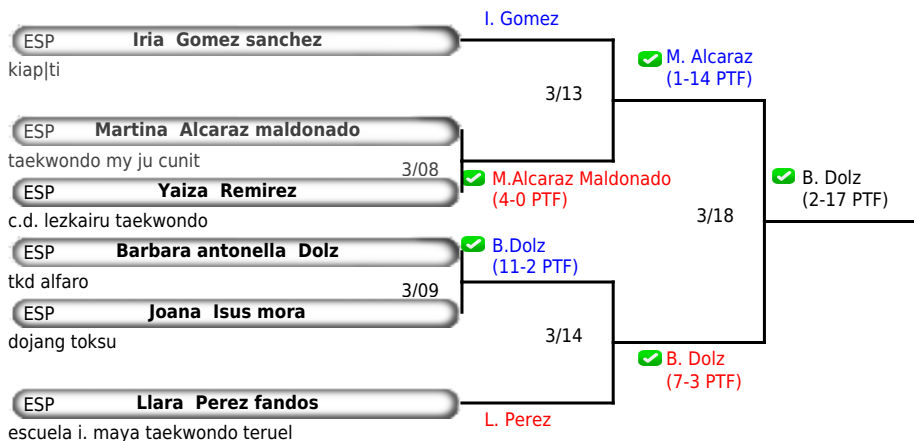 I. Gomez
ESP Iria Gomez sanchez
kiap|ti
M. Alcaraz
(1-14 PTF)
3/13
ESP Martina Alcaraz maldonado
taekwondo my ju cunit
3/08
M.Alcaraz Maldonado
(4-0 PTF)
ESP Yaiza Remirez
c.d. lezkairu taekwondo
B. Dolz
(2-17 PTF)
3/18
ESP Barbara antonella Dolz
tkd alfaro
B.Dolz
(11-2 PTF)
3/09
ESP Joana Isus mora
dojang toksu
3/14
B. Dolz
(7-3 PTF)
ESP Llara Perez fandos
escuela i. maya taekwondo teruel
L. Perez